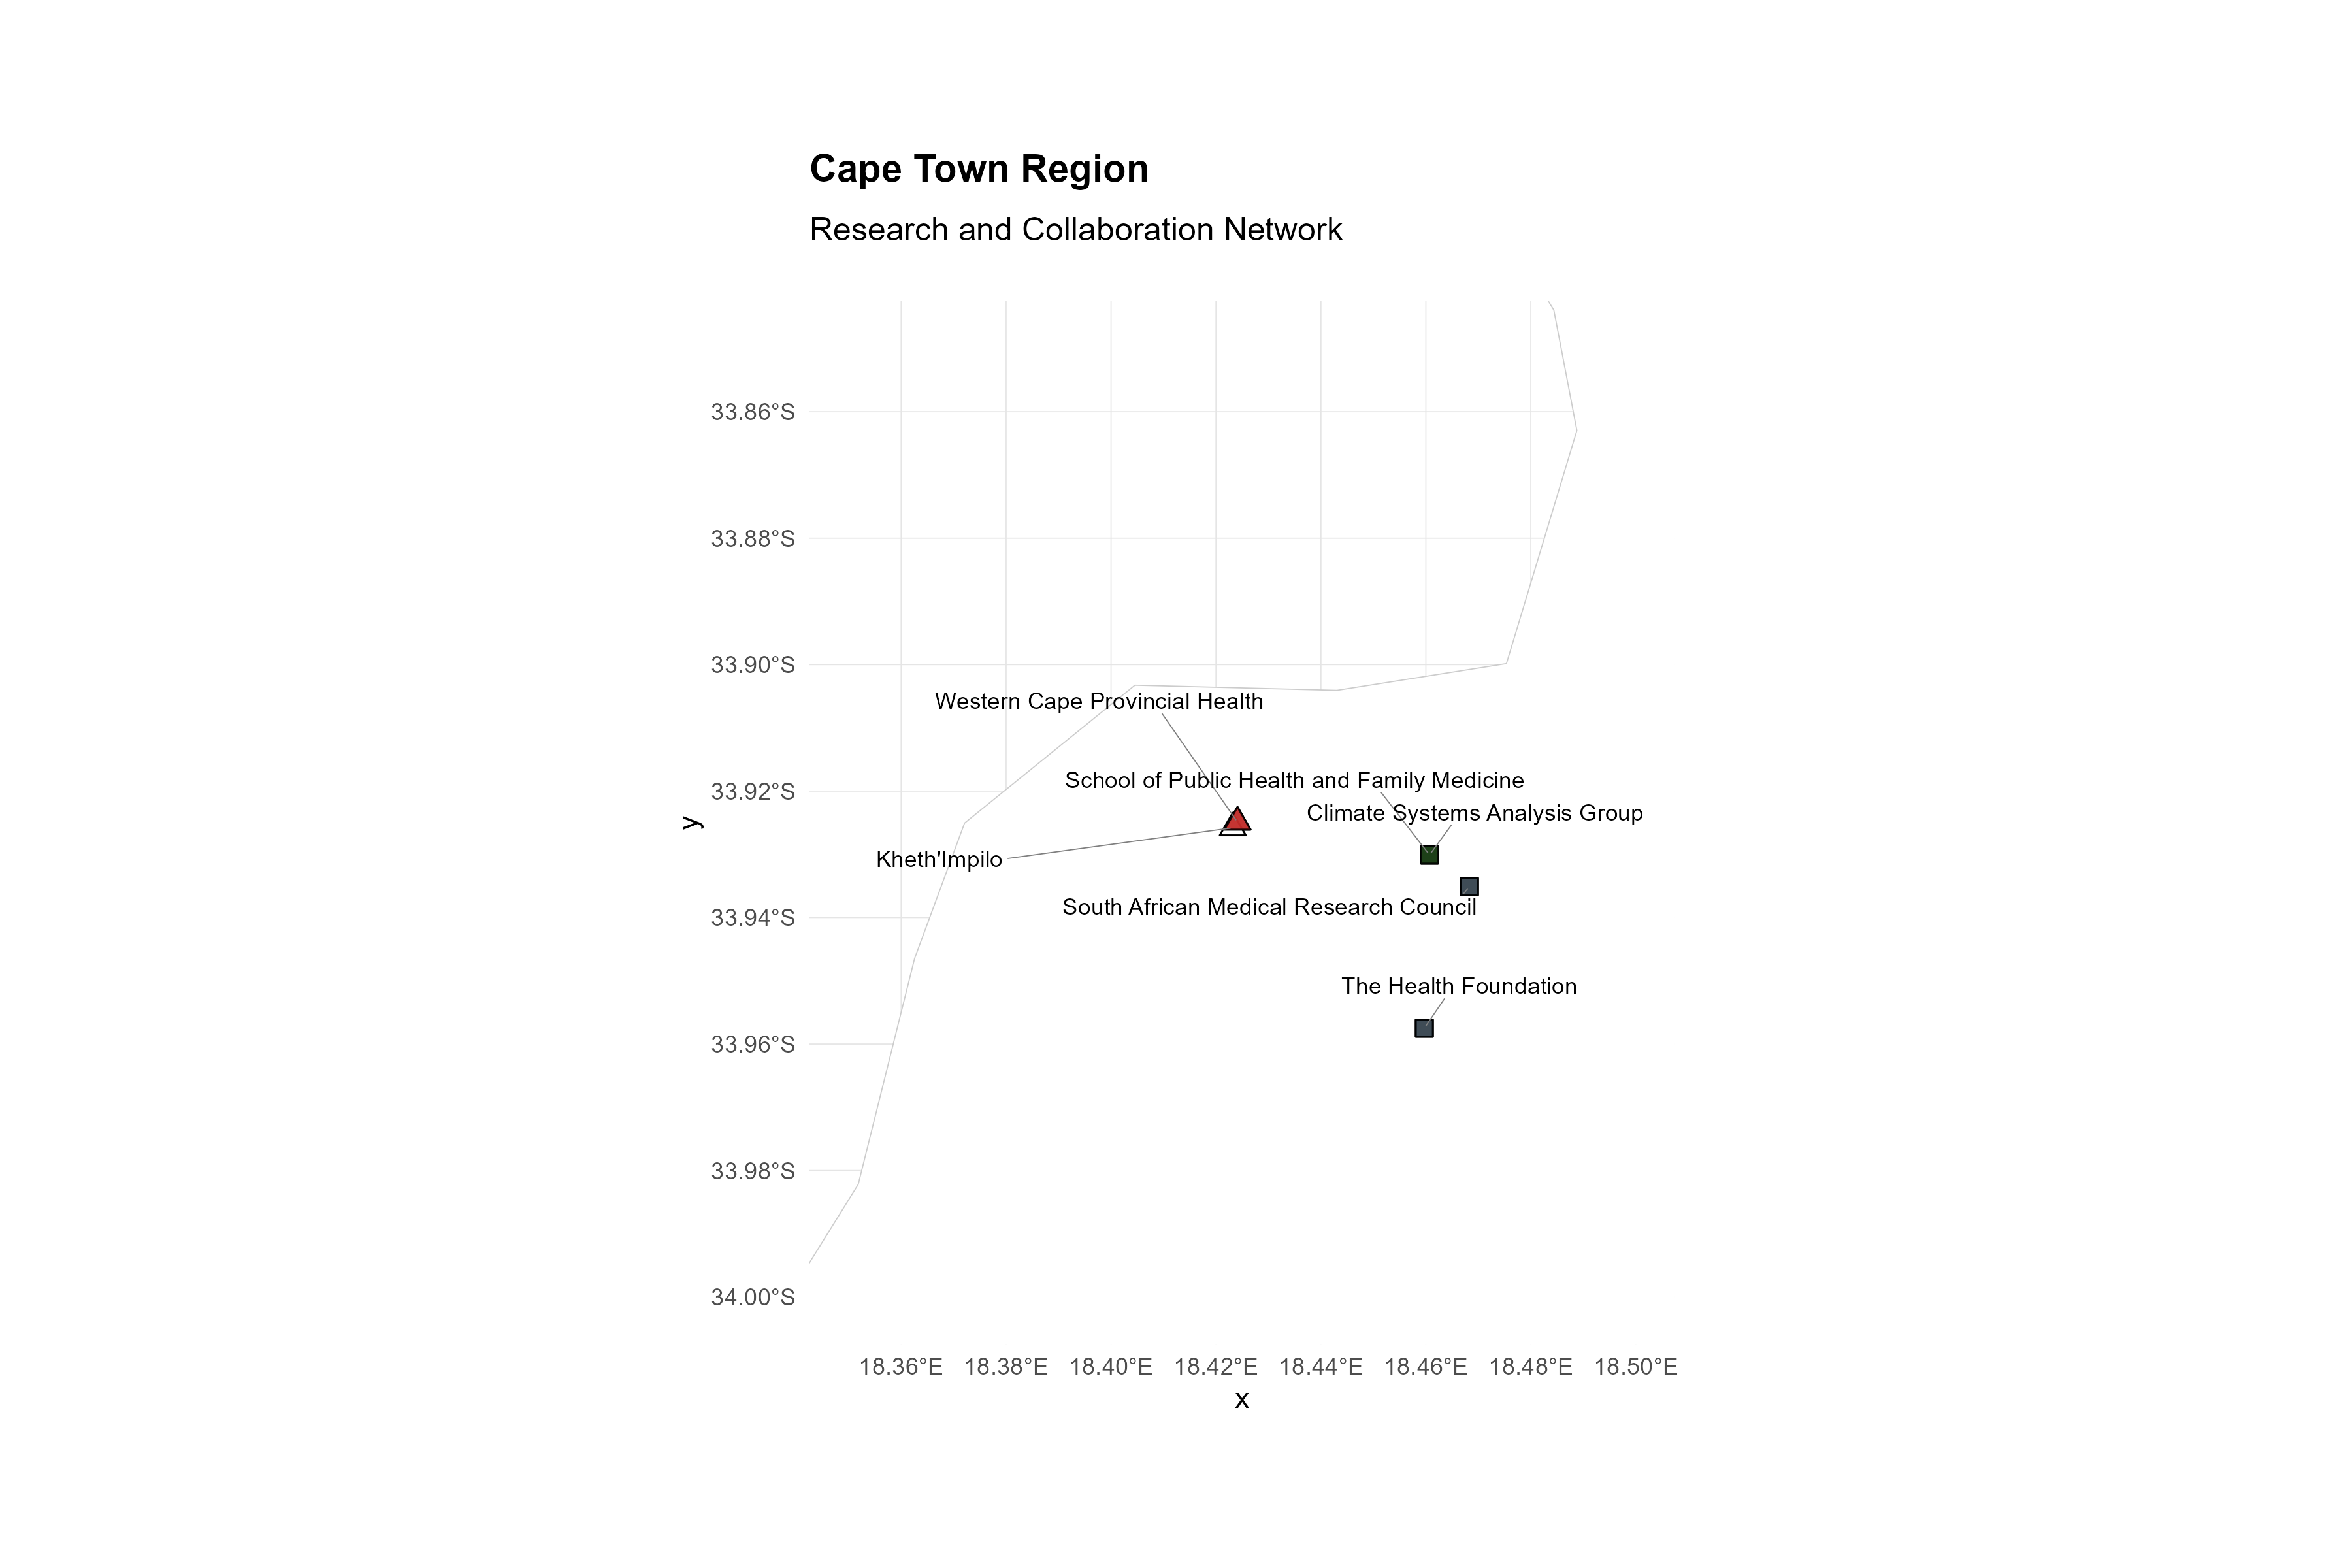 Cape Town Region
Research and Collaboration Network
33.86°S
33.88°S
33.90°S
Western Cape Provincial Health
School of Public Health and Family Medicine
33.92°S
Climate Systems Analysis Group
y
Kheth'Impilo
South African Medical Research Council
33.94°S
The Health Foundation
33.96°S
33.98°S
34.00°S
18.36°E 18.38°E 18.40°E 18.42°E 18.44°E 18.46°E 18.48°E 18.50°E
x